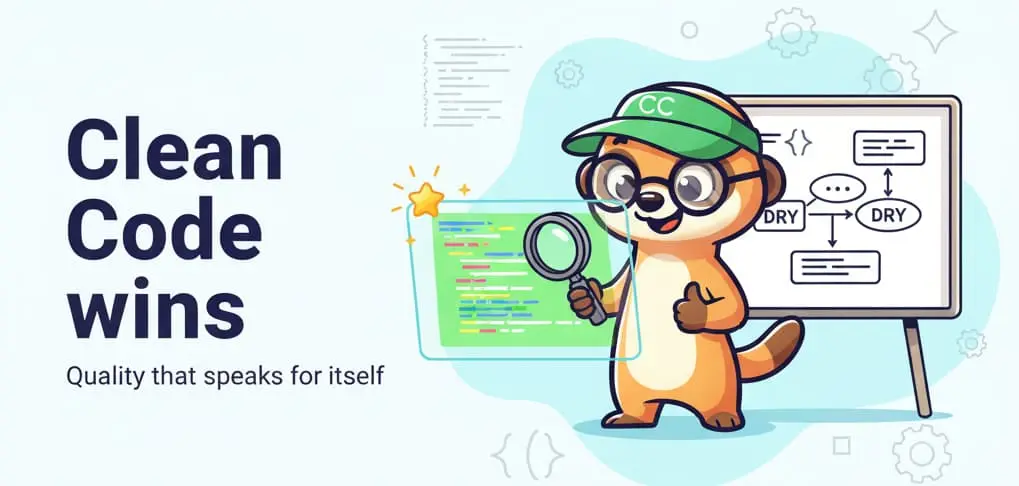 Clean
Code
wins
Quality that speaks for itself
CC
{}
...
DRY
DRY
{}